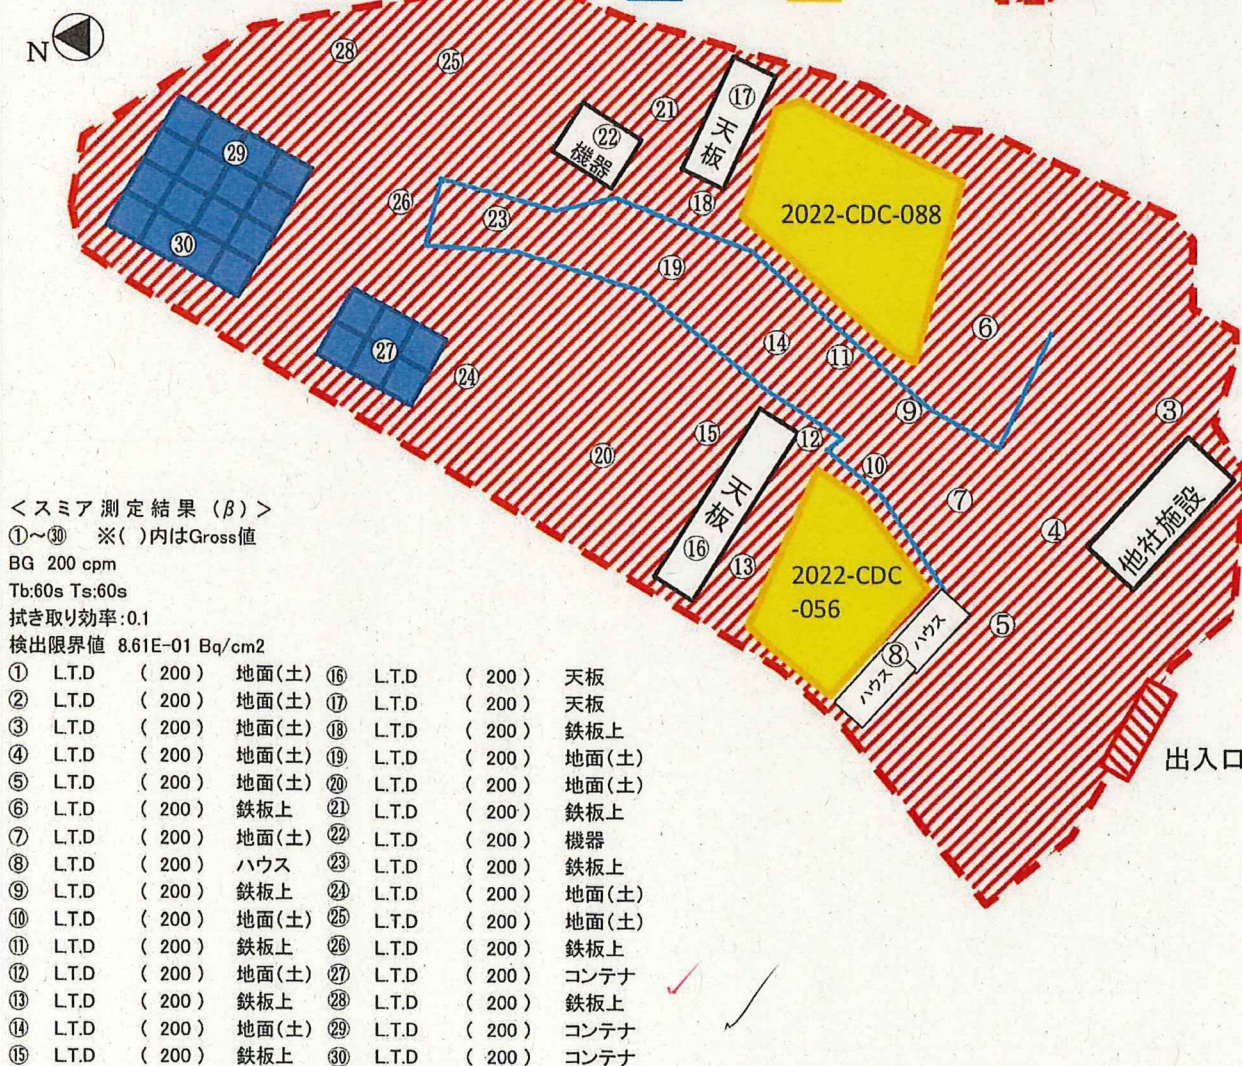 N
㉘
㉕
㉑
⑰
天板
㉒
機器
㉙
㉖
㉓
⑱
2022-CDC-088
㉚
⑲
⑥
⑭
⑪
㉗
㉔
⑨
③
⑮
⑫
⑳
⑩
天板
⑦
⑯
④
他社施設
⑬
2022-CDC
-056
⑤
ハウス
⑧
ハウス
出入口
<スミア測定結果(β)>
①～㉚ ※( )内はGross値
BG 200 cpm
Tb:60s Ts:60s
拭き取り効率:0.1
検出限界値 8.61E-01 Bq/cm2
① L.T.D ( 200 ) 地面(土) ⑯ L.T.D ( 200 ) 天板
② L.T.D ( 200 ) 地面(土) ⑰ L.T.D ( 200 ) 天板
③ L.T.D ( 200 ) 地面(土) ⑱ L.T.D ( 200 ) 鉄板上
④ L.T.D ( 200 ) 地面(土) ⑲ L.T.D ( 200 ) 地面(土)
⑤ L.T.D ( 200 ) 地面(土) ⑳ L.T.D ( 200 ) 地面(土)
⑥ L.T.D ( 200 ) 鉄板上 ㉑ L.T.D ( 200 ) 鉄板上
⑦ L.T.D ( 200 ) 地面(土) ㉒ L.T.D ( 200 ) 機器
⑧ L.T.D ( 200 ) ハウス ㉓ L.T.D ( 200 ) 鉄板上
⑨ L.T.D ( 200 ) 鉄板上 ㉔ L.T.D ( 200 ) 地面(土)
⑩ L.T.D ( 200 ) 地面(土) ㉕ L.T.D ( 200 ) 地面(土)
⑪ L.T.D ( 200 ) 鉄板上 ㉖ L.T.D ( 200 ) 鉄板上
⑫ L.T.D ( 200 ) 地面(土) ㉗ L.T.D ( 200 ) コンテナ
⑬ L.T.D ( 200 ) 鉄板上 ㉘ L.T.D ( 200 ) 鉄板上
⑭ L.T.D ( 200 ) 地面(土) ㉙ L.T.D ( 200 ) コンテナ
⑮ L.T.D ( 200 ) 鉄板上 ㉚ L.T.D ( 200 ) コンテナ